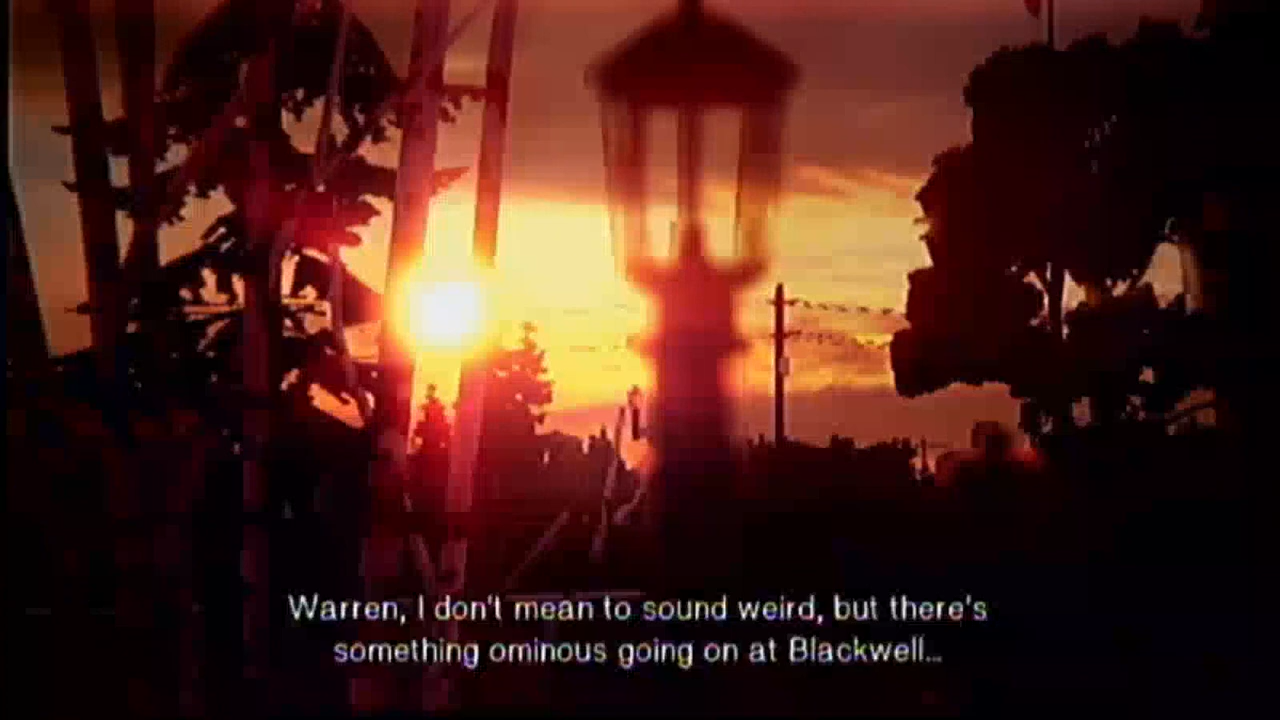 Warren, I don't mean to sound weird, but there's
something ominous going on at Blackwell...